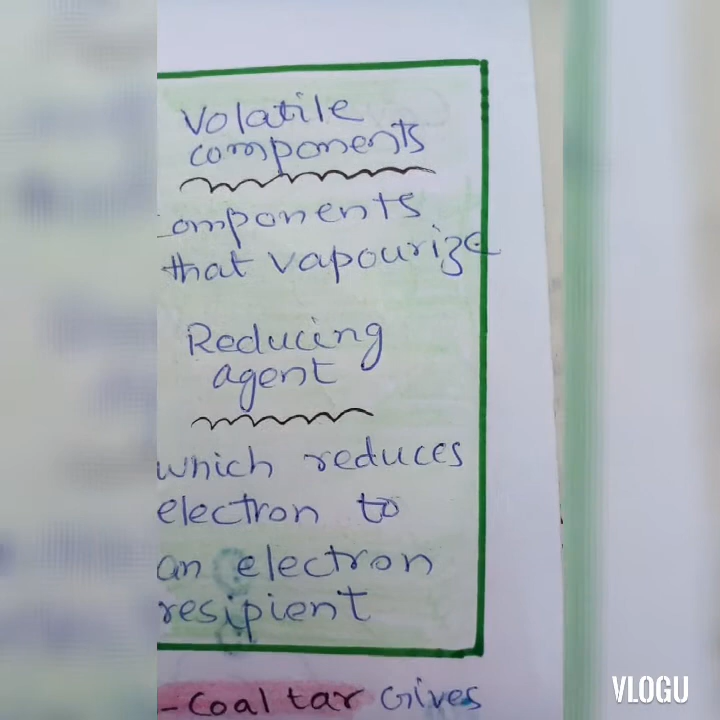 Volatile
components
omponents
that vapourize
Reducing
agent
which reduces
electron to
an electron
resipient
-Coal tar Gives
VLOGU